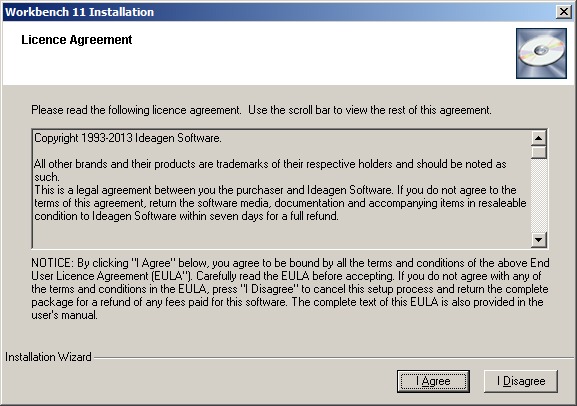 Workbench 11 Installation
Licence Agreement
Please read the following licence agreement.  Use the scroll bar to view the rest of this agreement.
Copyright 1993-2013 Ideagen Software.
All other brands and their products are trademarks of their respective holders and should be noted as
such.
This is a legal agreement between you the purchaser and Ideagen Software. If you do not agree to the
terms of this agreement, return the software media, documentation and accompanying items in resaleable
condition to Ideagen Software within seven days for a full refund.
NOTICE: By clicking "I Agree" below, you agree to be bound by all the terms and conditions of the above End
User Licence Agreement (EULA"). Carefully read the EULA before accepting. If you do not agree with any of
the terms and conditions in the EULA, press "I Disagree" to cancel this setup process and return the complete
package for a refund of any fees paid for this software. The complete text of this EULA is also provided in the
user's manual.
Installation Wizard
I Agree
I Disagree